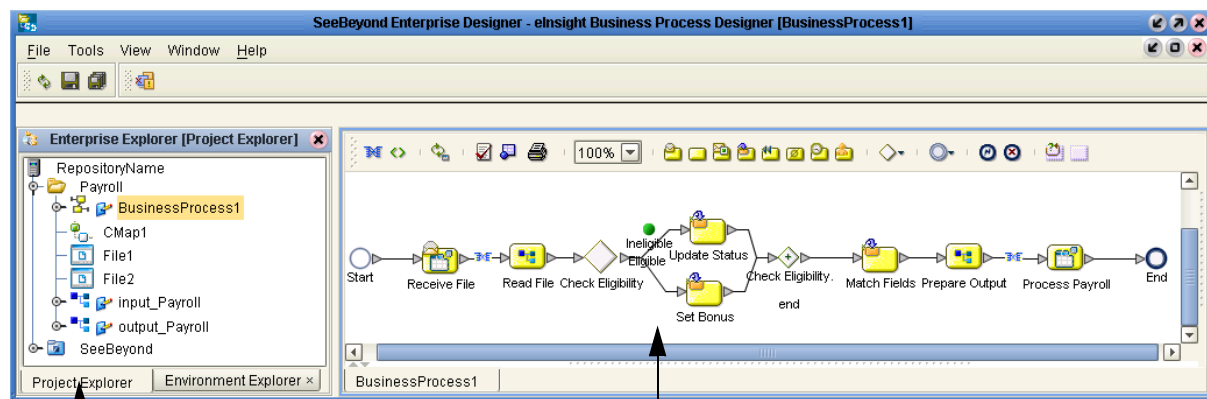 SeeBeyond Enterprise Designer - eInsight Business Process Designer [BusinessProcess1]
File Tools View Window Help
Enterprise Explorer [Project Explorer]
RepositoryName
Payroll
BusinessProcess1
CMap1
File1
File2
input_Payroll
output_Payroll
SeeBeyond
Project Explorer
Environment Explorer ×
100%
Start
Receive File
Read File
Check Eligibility
Ineligible
Eligible
Update Status
Set Bonus
Check Eligibility.
end
Match Fields
Prepare Output
Process Payroll
End
BusinessProcess1